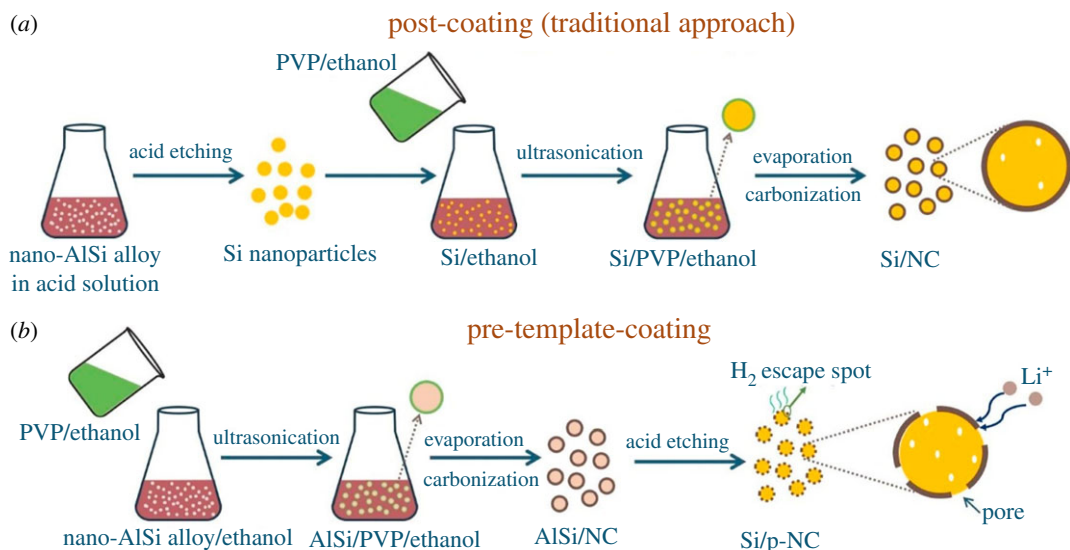 (a)
post-coating (traditional approach)
PVP/ethanol
acid etching
ultrasonication
evaporation
carbonization
nano-AlSi alloy
in acid solution
Si nanoparticles
Si/ethanol
Si/PVP/ethanol
Si/NC
(b)
pre-template-coating
PVP/ethanol
ultrasonication
evaporation
carbonization
acid etching
H₂ escape spot
Li⁺
nano-AlSi alloy/ethanol
AlSi/PVP/ethanol
AlSi/NC
Si/p-NC
pore